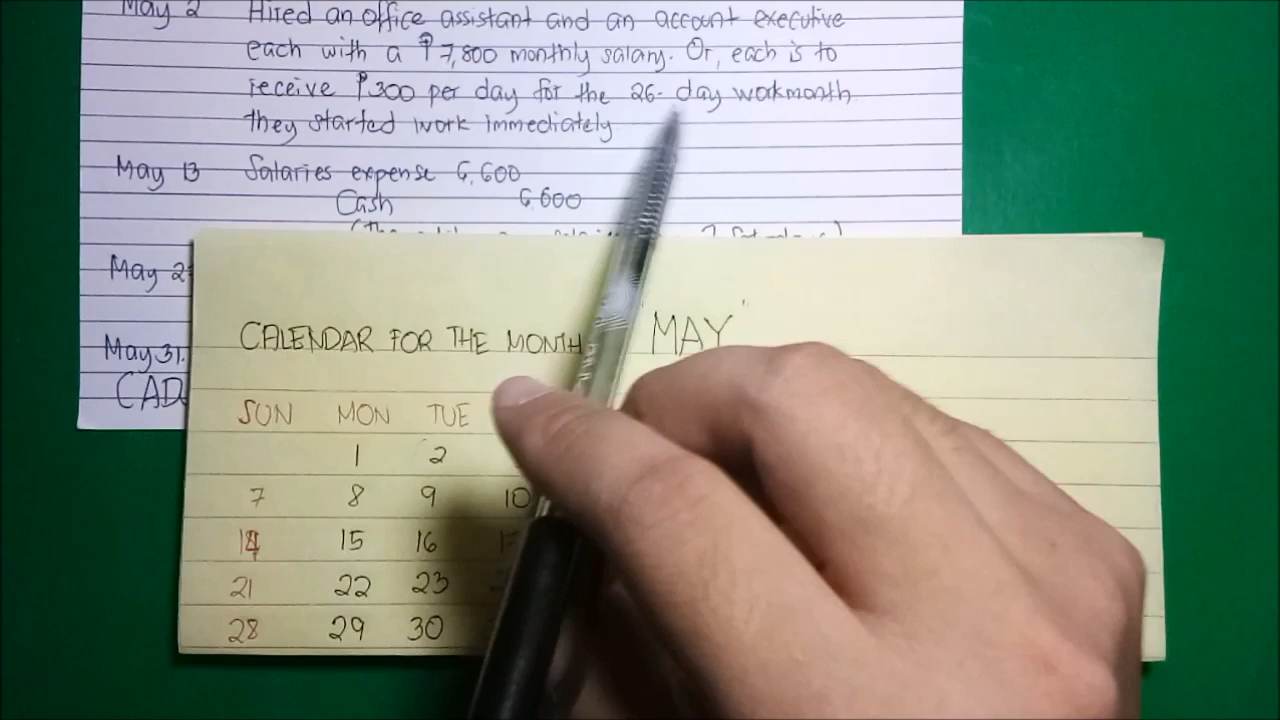 May 2 Hired an office assistant and an account executive
each with a ₱7,800 monthly salary. Or, each is to
receive ₱300 per day for the 26-day workmonth
they started work immediately
May 13 Salaries expense 6,600
Cash 6,600
May 2
May 31.
CALENDAR FOR THE MONTH "MAY"
SUN MON TUE
1 2
7 8 9 10
14 15 16
21 22 23
28 29 30